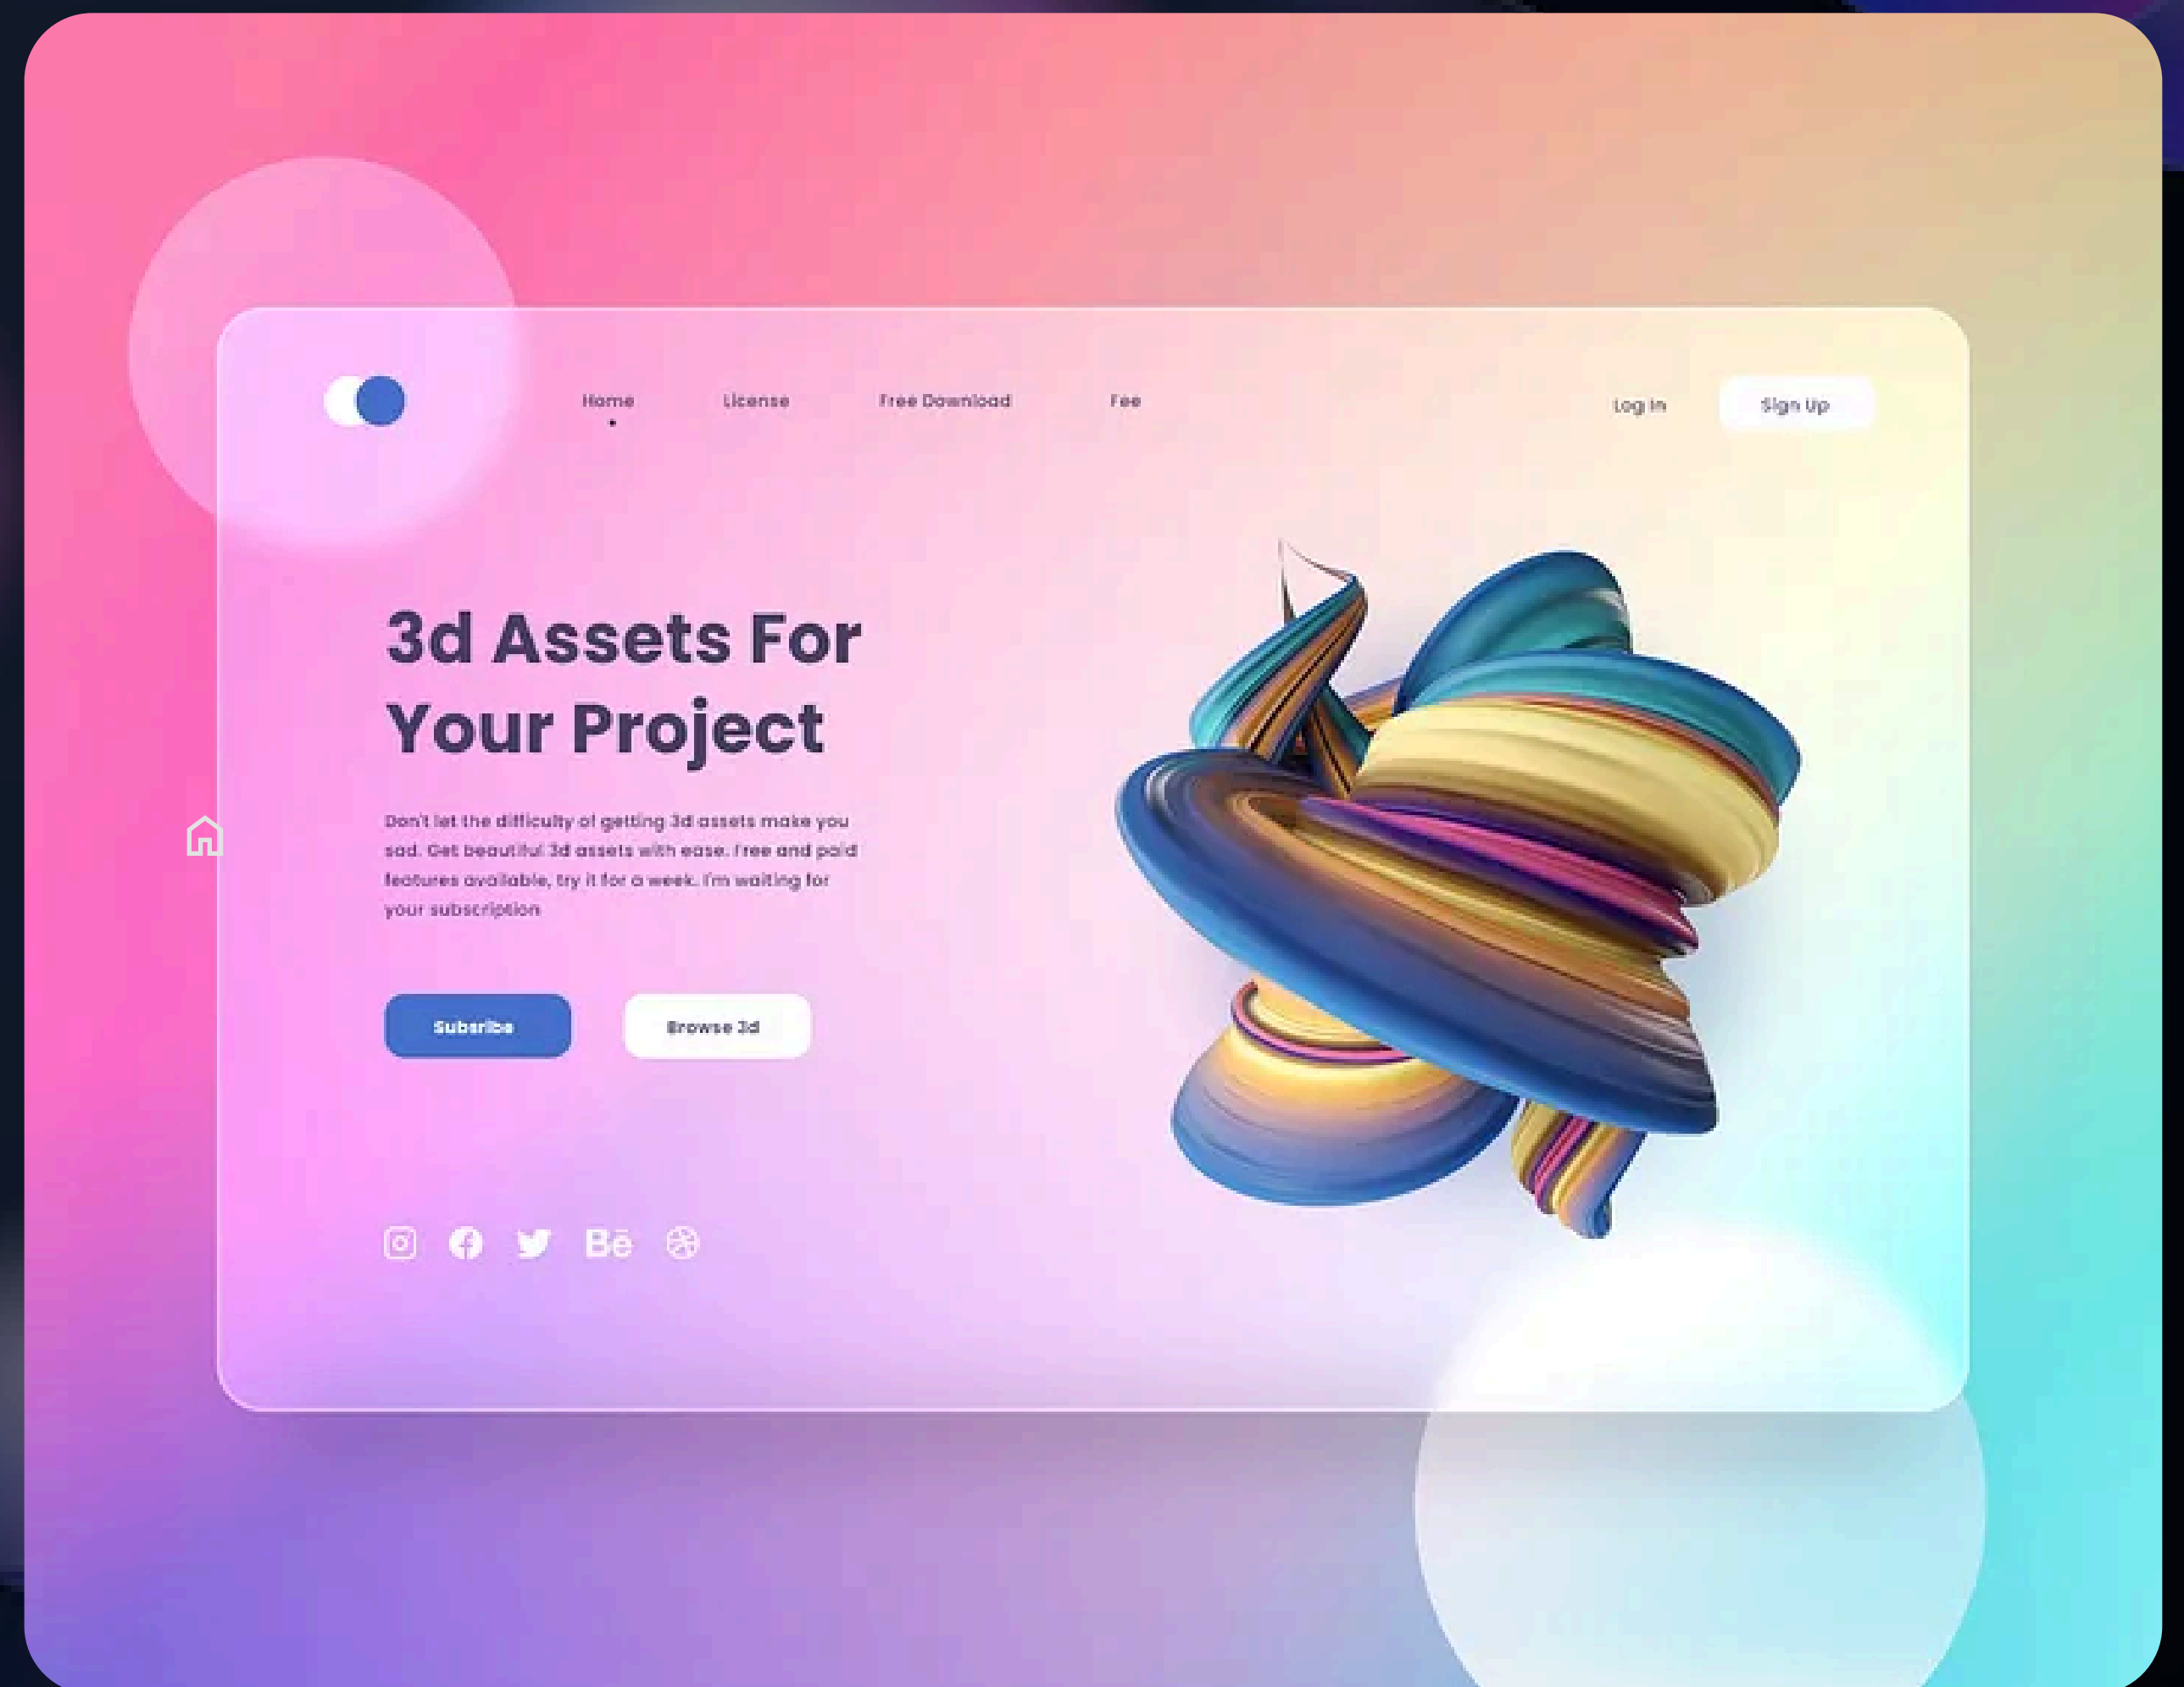 Home License Free Download Fee Log In Sign Up
3d Assets For
Your Project
Don't let the difficulty of getting 3d assets make you
sad. Get beautiful 3d assets with ease. Free and paid
features available, try it for a week. I'm waiting for
your subscription
Subsribe Browse 3d
Bē